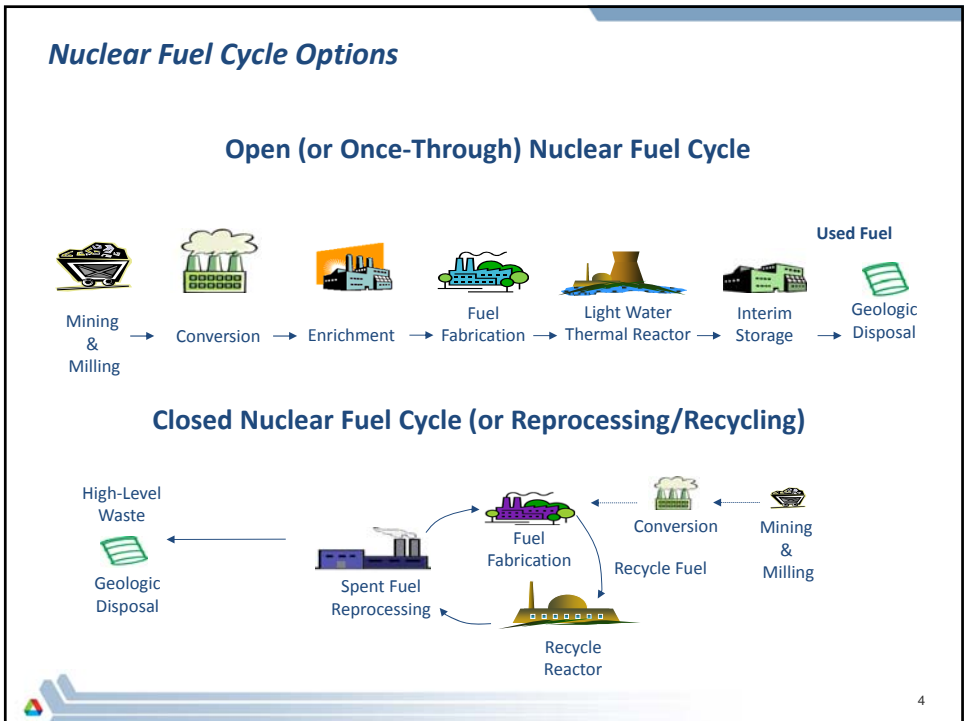 Nuclear Fuel Cycle Options
Open (or Once-Through) Nuclear Fuel Cycle
Used Fuel
Mining
&
Milling
Conversion
Enrichment
Fuel
Fabrication
Light Water
Thermal Reactor
Interim
Storage
Geologic
Disposal
Closed Nuclear Fuel Cycle (or Reprocessing/Recycling)
High-Level
Waste
Geologic
Disposal
Spent Fuel
Reprocessing
Fuel
Fabrication
Recycle Fuel
Recycle
Reactor
Conversion
Mining
&
Milling
4